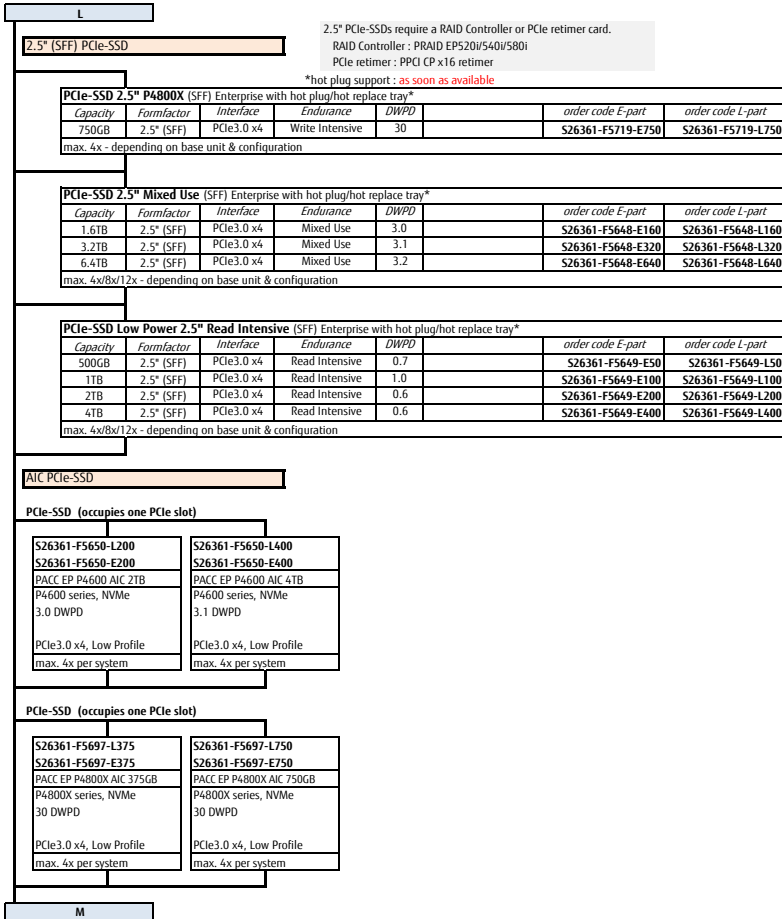 L
2.5" (SFF) PCIe-SSD
2.5" PCIe-SSDs require a RAID Controller or PCIe retimer card.
RAID Controller : PRAID EP520i/540i/580i
PCIe retimer : PPCI CP x16 retimer
*hot plug support : as soon as available
PCIe-SSD 2.5" P4800X (SFF) Enterprise with hot plug/hot replace tray*
Capacity Formfactor Interface Endurance DWPD order code E-part order code L-part
750GB 2.5" (SFF) PCIe3.0 x4 Write Intensive 30 S26361-F5719-E750 S26361-F5719-L750
max. 4x - depending on base unit & configuration
PCIe-SSD 2.5" Mixed Use (SFF) Enterprise with hot plug/hot replace tray*
Capacity Formfactor Interface Endurance DWPD order code E-part order code L-part
1.6TB 2.5" (SFF) PCIe3.0 x4 Mixed Use 3.0 S26361-F5648-E160 S26361-F5648-L160
3.2TB 2.5" (SFF) PCIe3.0 x4 Mixed Use 3.1 S26361-F5648-E320 S26361-F5648-L320
6.4TB 2.5" (SFF) PCIe3.0 x4 Mixed Use 3.2 S26361-F5648-E640 S26361-F5648-L640
max. 4x/8x/12x - depending on base unit & configuration
PCIe-SSD Low Power 2.5" Read Intensive (SFF) Enterprise with hot plug/hot replace tray*
Capacity Formfactor Interface Endurance DWPD order code E-part order code L-part
500GB 2.5" (SFF) PCIe3.0 x4 Read Intensive 0.7 S26361-F5649-E50 S26361-F5649-L50
1TB 2.5" (SFF) PCIe3.0 x4 Read Intensive 1.0 S26361-F5649-E100 S26361-F5649-L100
2TB 2.5" (SFF) PCIe3.0 x4 Read Intensive 0.6 S26361-F5649-E200 S26361-F5649-L200
4TB 2.5" (SFF) PCIe3.0 x4 Read Intensive 0.6 S26361-F5649-E400 S26361-F5649-L400
max. 4x/8x/12x - depending on base unit & configuration
AIC PCIe-SSD
PCIe-SSD (occupies one PCIe slot)
S26361-F5650-L200
S26361-F5650-E200
PACC EP P4600 AIC 2TB
P4600 series, NVMe
3.0 DWPD
PCIe3.0 x4, Low Profile
max. 4x per system
S26361-F5650-L400
S26361-F5650-E400
PACC EP P4600 AIC 4TB
P4600 series, NVMe
3.1 DWPD
PCIe3.0 x4, Low Profile
max. 4x per system
PCIe-SSD (occupies one PCIe slot)
S26361-F5697-L375
S26361-F5697-E375
PACC EP P4800X AIC 375GB
P4800X series, NVMe
30 DWPD
PCIe3.0 x4, Low Profile
max. 4x per system
S26361-F5697-L750
S26361-F5697-E750
PACC EP P4800X AIC 750GB
P4800X series, NVMe
30 DWPD
PCIe3.0 x4, Low Profile
max. 4x per system
M